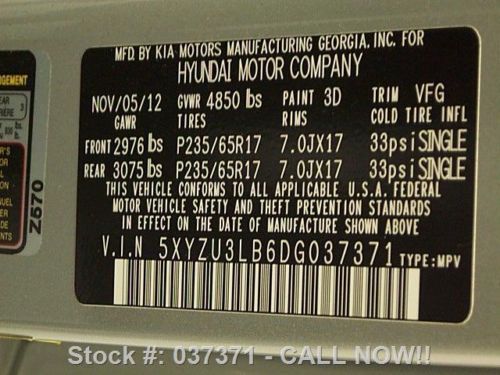 MFD. BY KIA MOTORS MANUFACTURING GEORGIA, INC. FOR
HYUNDAI MOTOR COMPANY
NOV/05/12 GVWR 4850 lbs PAINT 3D TRIM VFG
GAWR TIRES RIMS COLD TIRE INFL
FRONT 2976 lbs P235/65R17 7.0JX17 33psi SINGLE
REAR 3075 lbs P235/65R17 7.0JX17 33psi SINGLE
THIS VEHICLE CONFORMS TO ALL APPLICABLE U.S.A. FEDERAL
MOTOR VEHICLE SAFETY AND THEFT PREVENTION STANDARDS
IN EFFECT ON THE DATE OF MANUFACTURE SHOWN ABOVE.
V.I.N 5XYZU3LB6DG037371 TYPE:MPV
Z670
Stock #: 037371 - CALL NOW!!